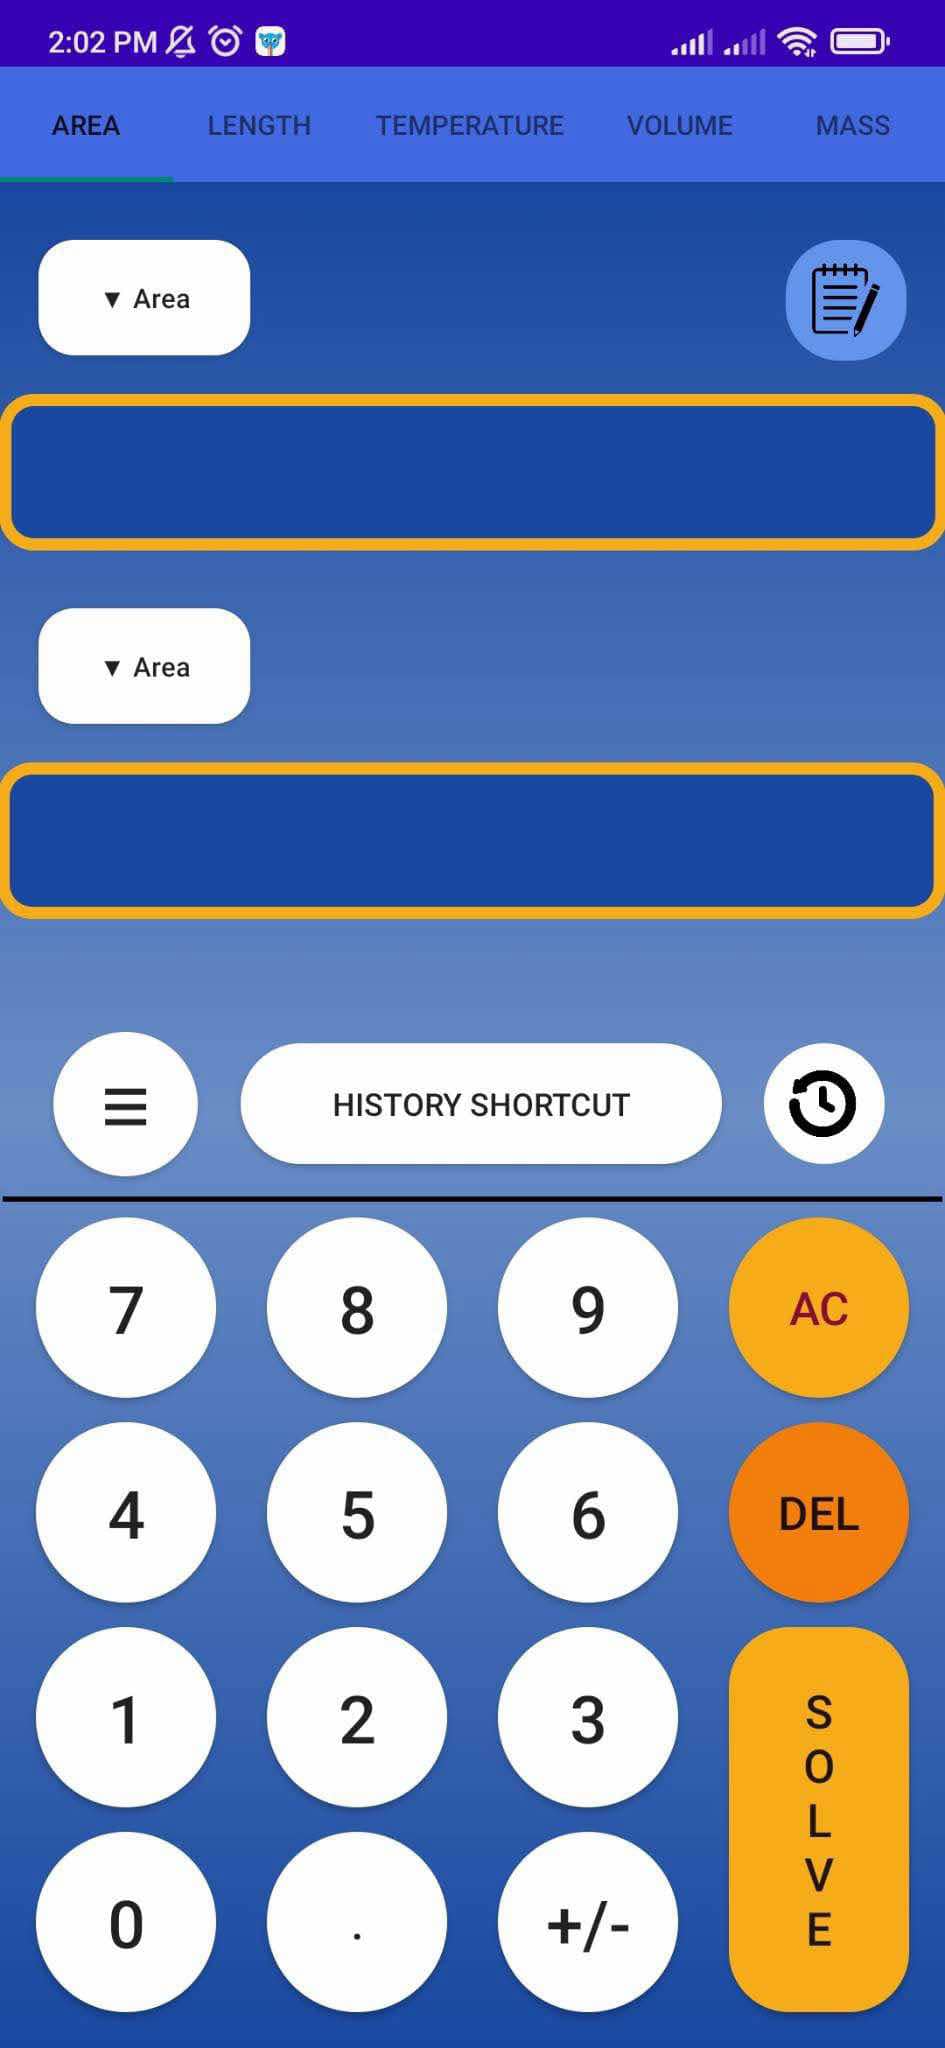 2:02 PM
AREA LENGTH TEMPERATURE VOLUME MASS
▼ Area
▼ Area
HISTORY SHORTCUT
7 8 9 AC
4 5 6 DEL
1 2 3
0 . +/-
S
O
L
V
E